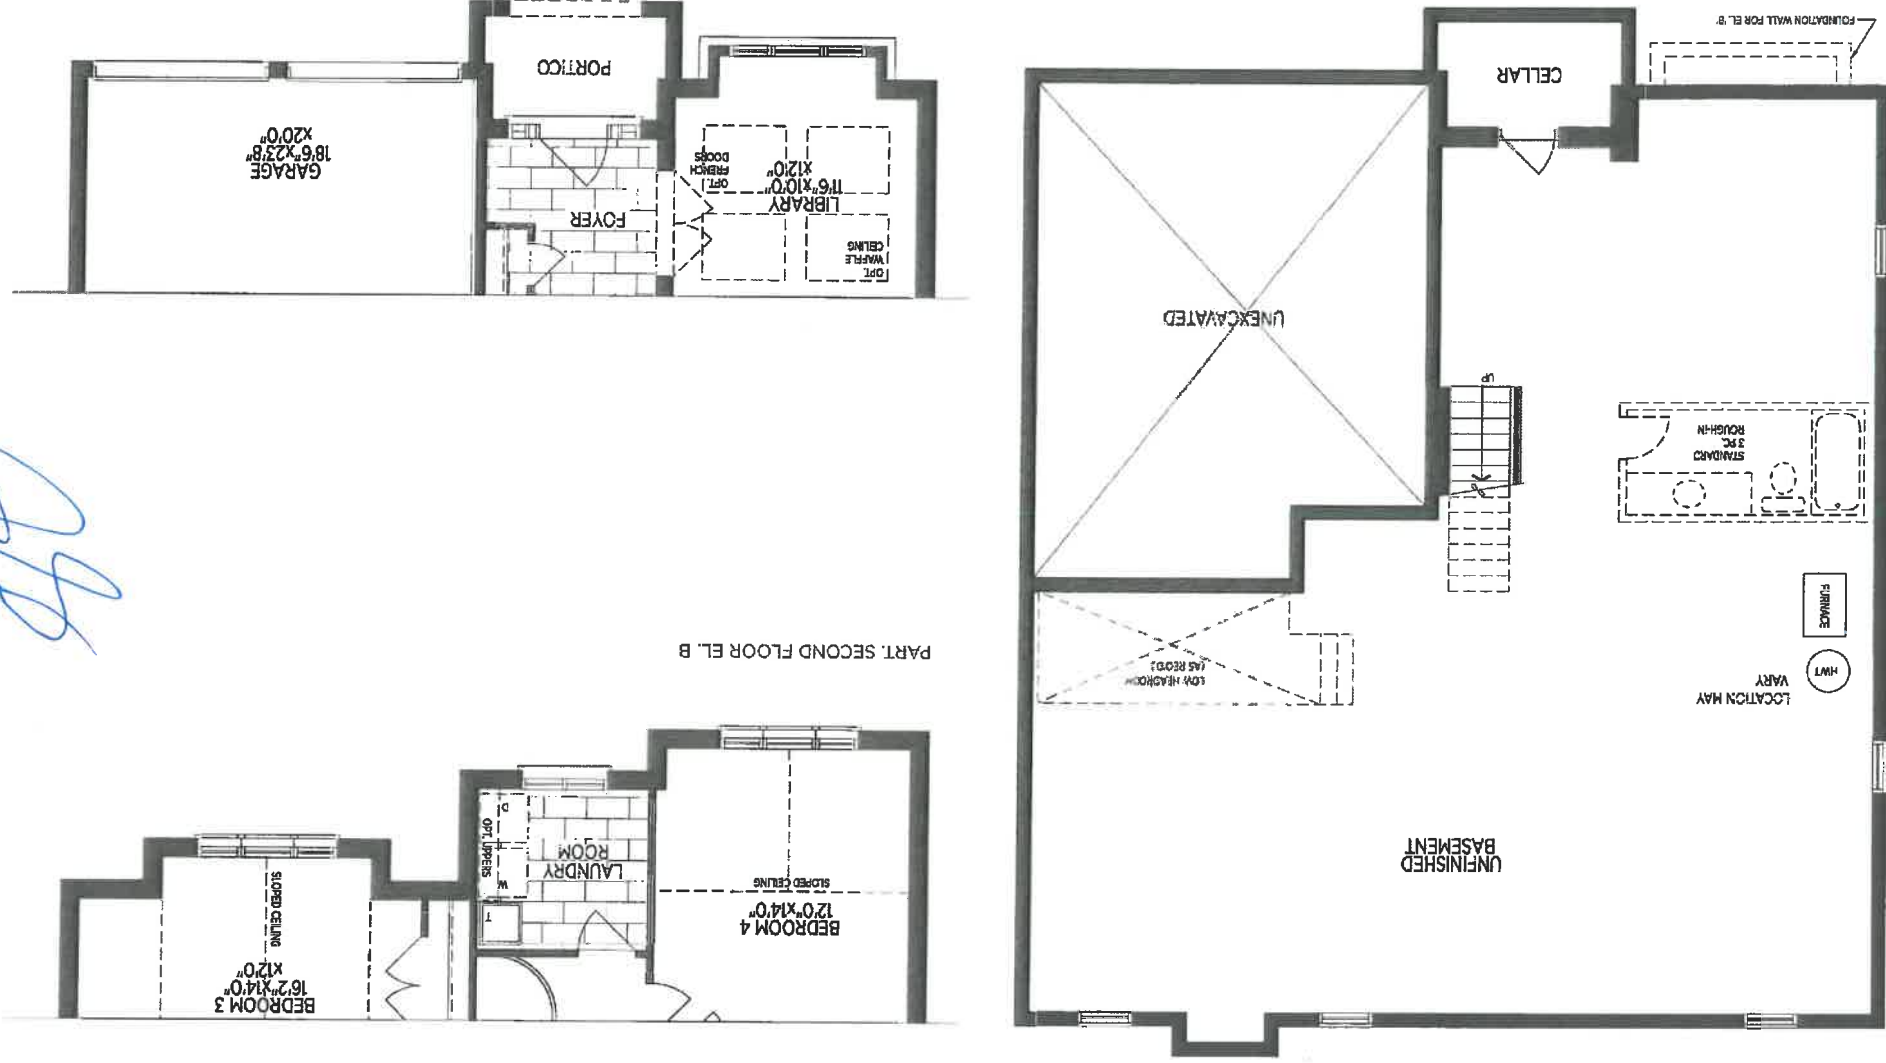 UNFINISHED
BASEMENT
LOCATION MAY
VARY
HWT
FURNACE
LOW HEADROOM
(AS REQ'D.)
STANDARD
3 PC.
ROUGH-IN
UP
UNEXCAVATED
CELLAR
FOUNDATION WALL FOR EL. 'B'
BEDROOM 4
12'0"x14'0"
SLOPED CEILING
LAUNDRY
ROOM
T
W
D
OPT. UPPERS
BEDROOM 3
16'2"x14'0"
x12'0"
SLOPED CEILING
PART. SECOND FLOOR EL. B
OPT.
WAFFLE
CEILING
LIBRARY
11'6"x10'0"
x12'0"
OPT.
FRENCH
DOORS
FOYER
PORTICO
GARAGE
18'6"x23'8"
x20'0"